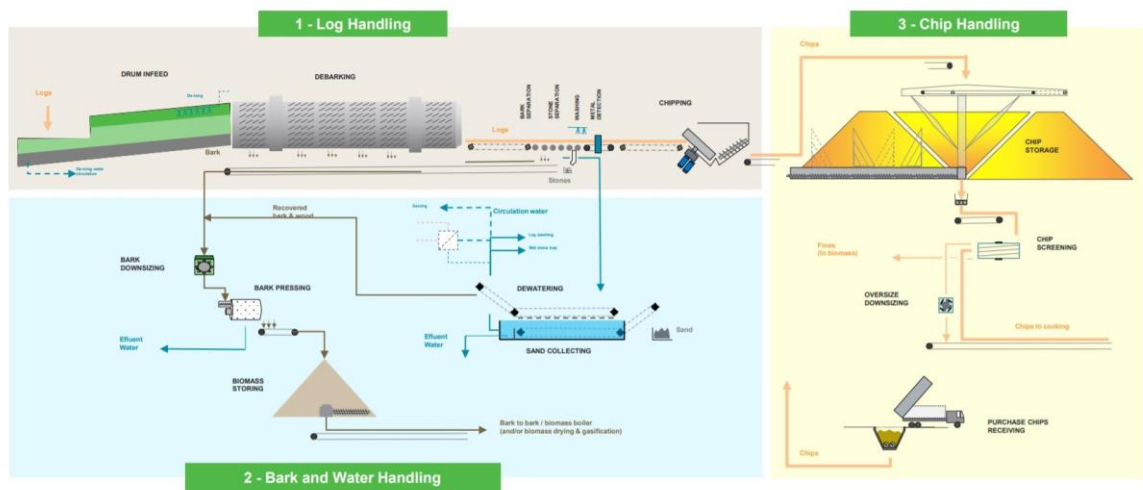 1 - Log Handling
DRUM INFEED
DEBARKING
Logs
De-icing
Bark
De-icing water
circulation
Logs
BARK
SEPARATION
STONE
SEPARATION
WASHING
METAL
DETECTION
CHIPPING
Stones
3 - Chip Handling
Chips
CHIP
STORAGE
CHIP
SCREENING
Fines
(to biomass)
OVERSIZE
DOWNSIZING
Chips to cooking
PURCHASE CHIPS
RECEIVING
Chips
Recovered
bark & wood
Circulation water
Log washing
BARK
DOWNSIZING
BARK PRESSING
DEWATERING
Effluent
Water
Effluent
Water
SAND COLLECTING
Sand
BIOMASS
STORING
Bark to bark / biomass boiler
(and/or biomass drying & gasification)
2 - Bark and Water Handling